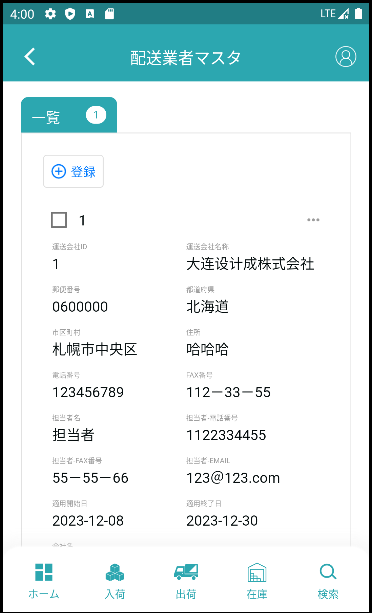 4:00 LTE
配送業者マスタ
一覧 1
登録
1
運送会社ID 運送会社名称
1 大连设计成株式会社
郵便番号 都道府県
0600000 北海道
市区町村 住所
札幌市中央区 哈哈哈
電話番号 FAX番号
123456789 112－33－55
担当者名 担当者-電話番号
担当者 1122334455
担当者-FAX番号 担当者-EMAIL
55－55－66 123@123.com
適用開始日 適用終了日
2023-12-08 2023-12-30
ホーム 入荷 出荷 在庫 検索